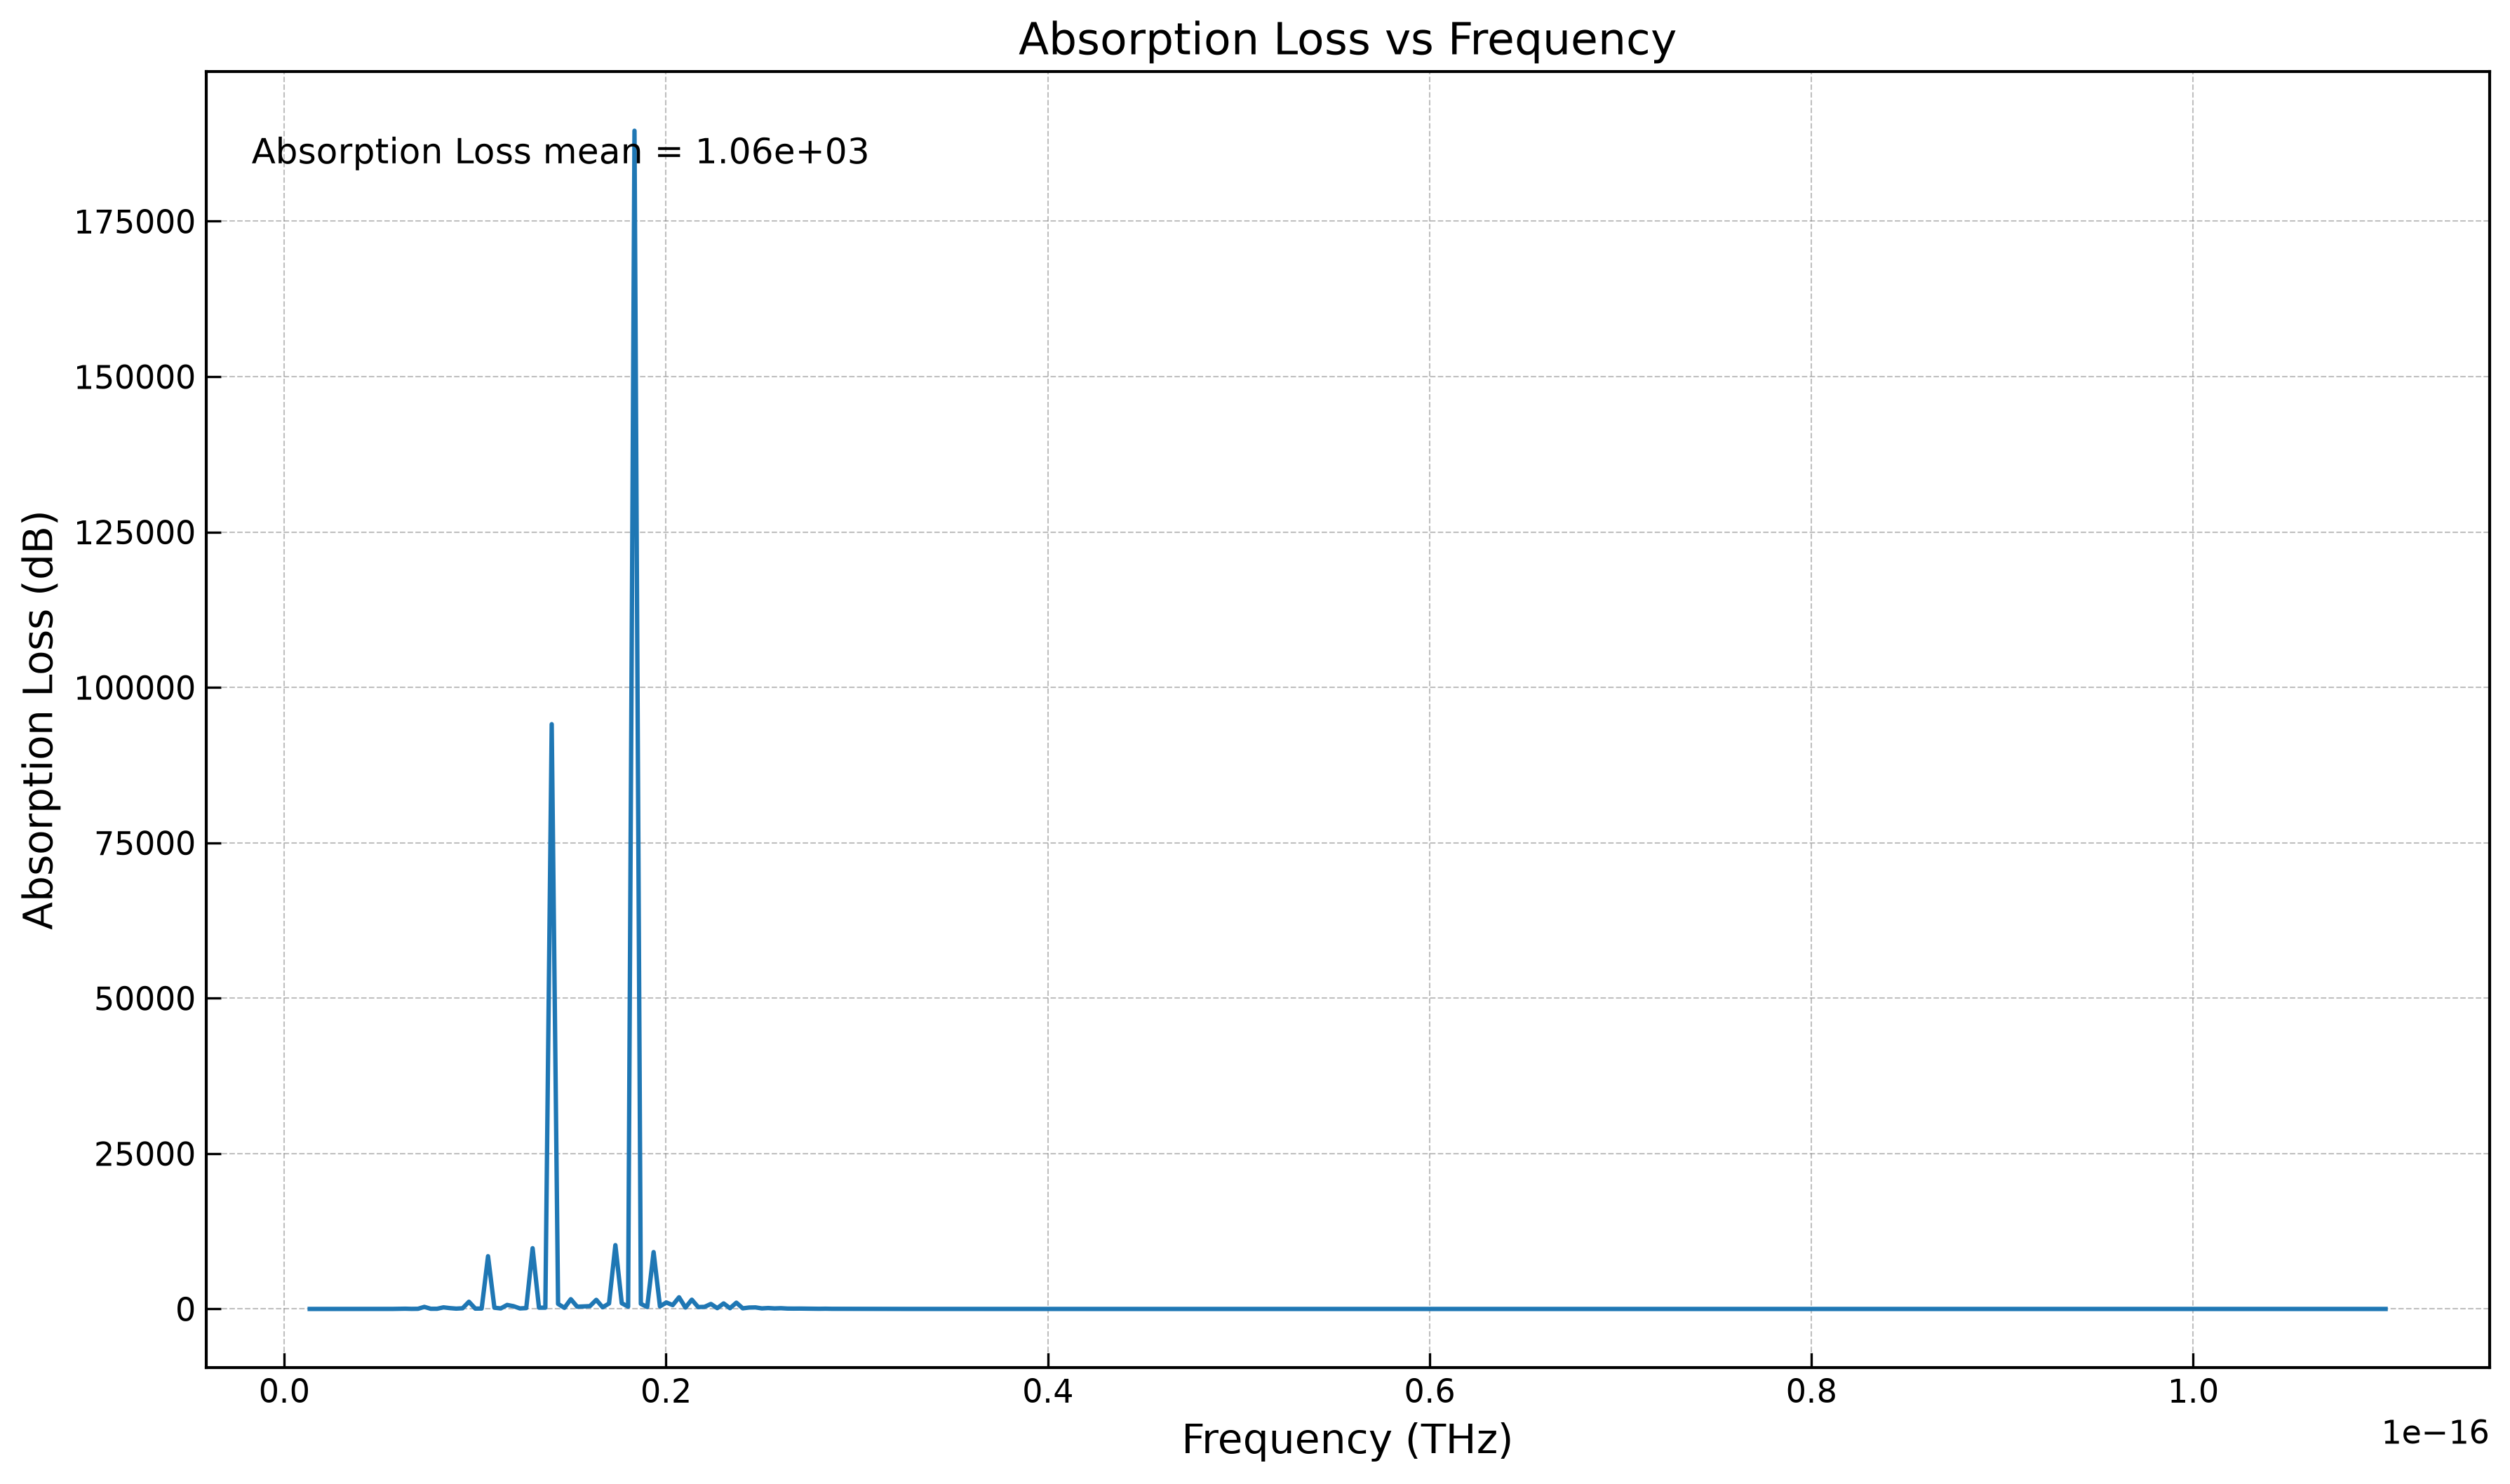 Absorption Loss vs Frequency
Absorption Loss mean = 1.06e+03
Absorption Loss (dB)
175000
150000
125000
100000
75000
50000
25000
0
0.0 0.2 0.4 0.6 0.8 1.0
1e−16
Frequency (THz)